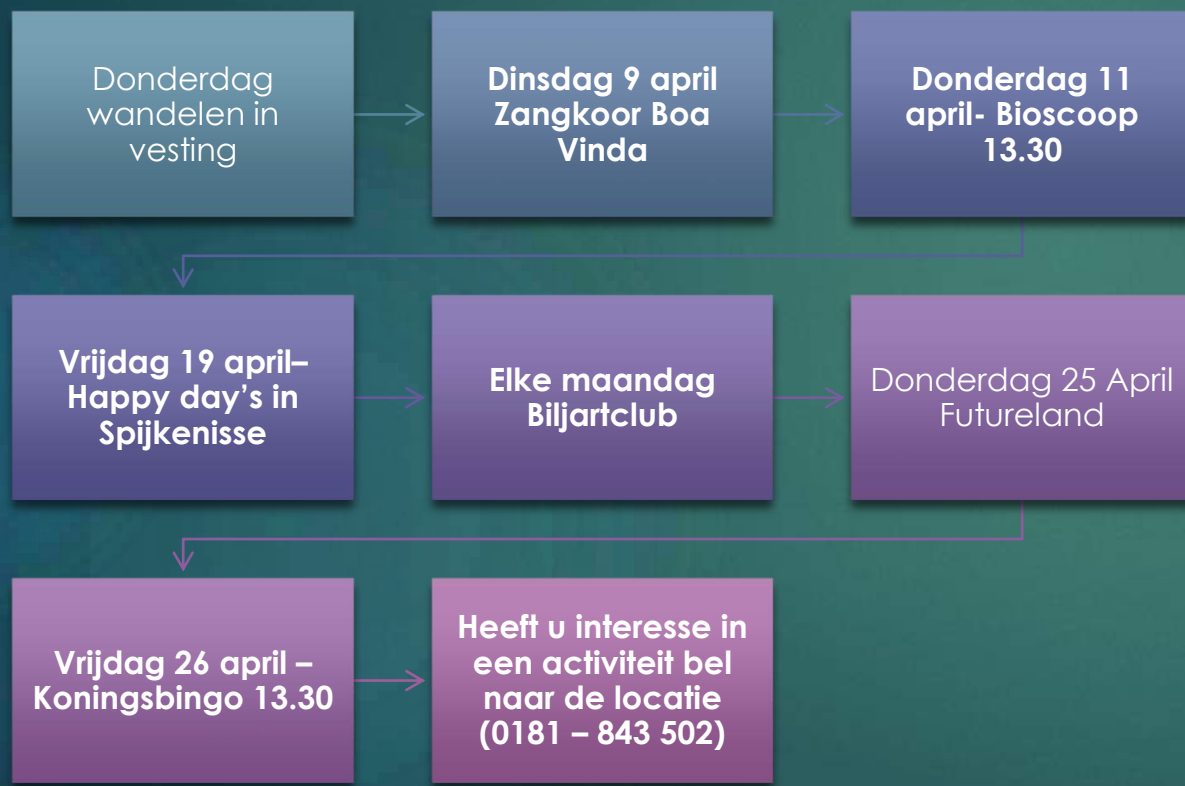 Donderdag
wandelen in
vesting
Dinsdag 9 april
Zangkoor Boa
Vinda
Donderdag 11
april- Bioscoop
13.30
Vrijdag 19 april–
Happy day’s in
Spijkenisse
Elke maandag
Biljartclub
Donderdag 25 April
Futureland
Vrijdag 26 april –
Koningsbingo 13.30
Heeft u interesse in
een activiteit bel
naar de locatie
(0181 – 843 502)